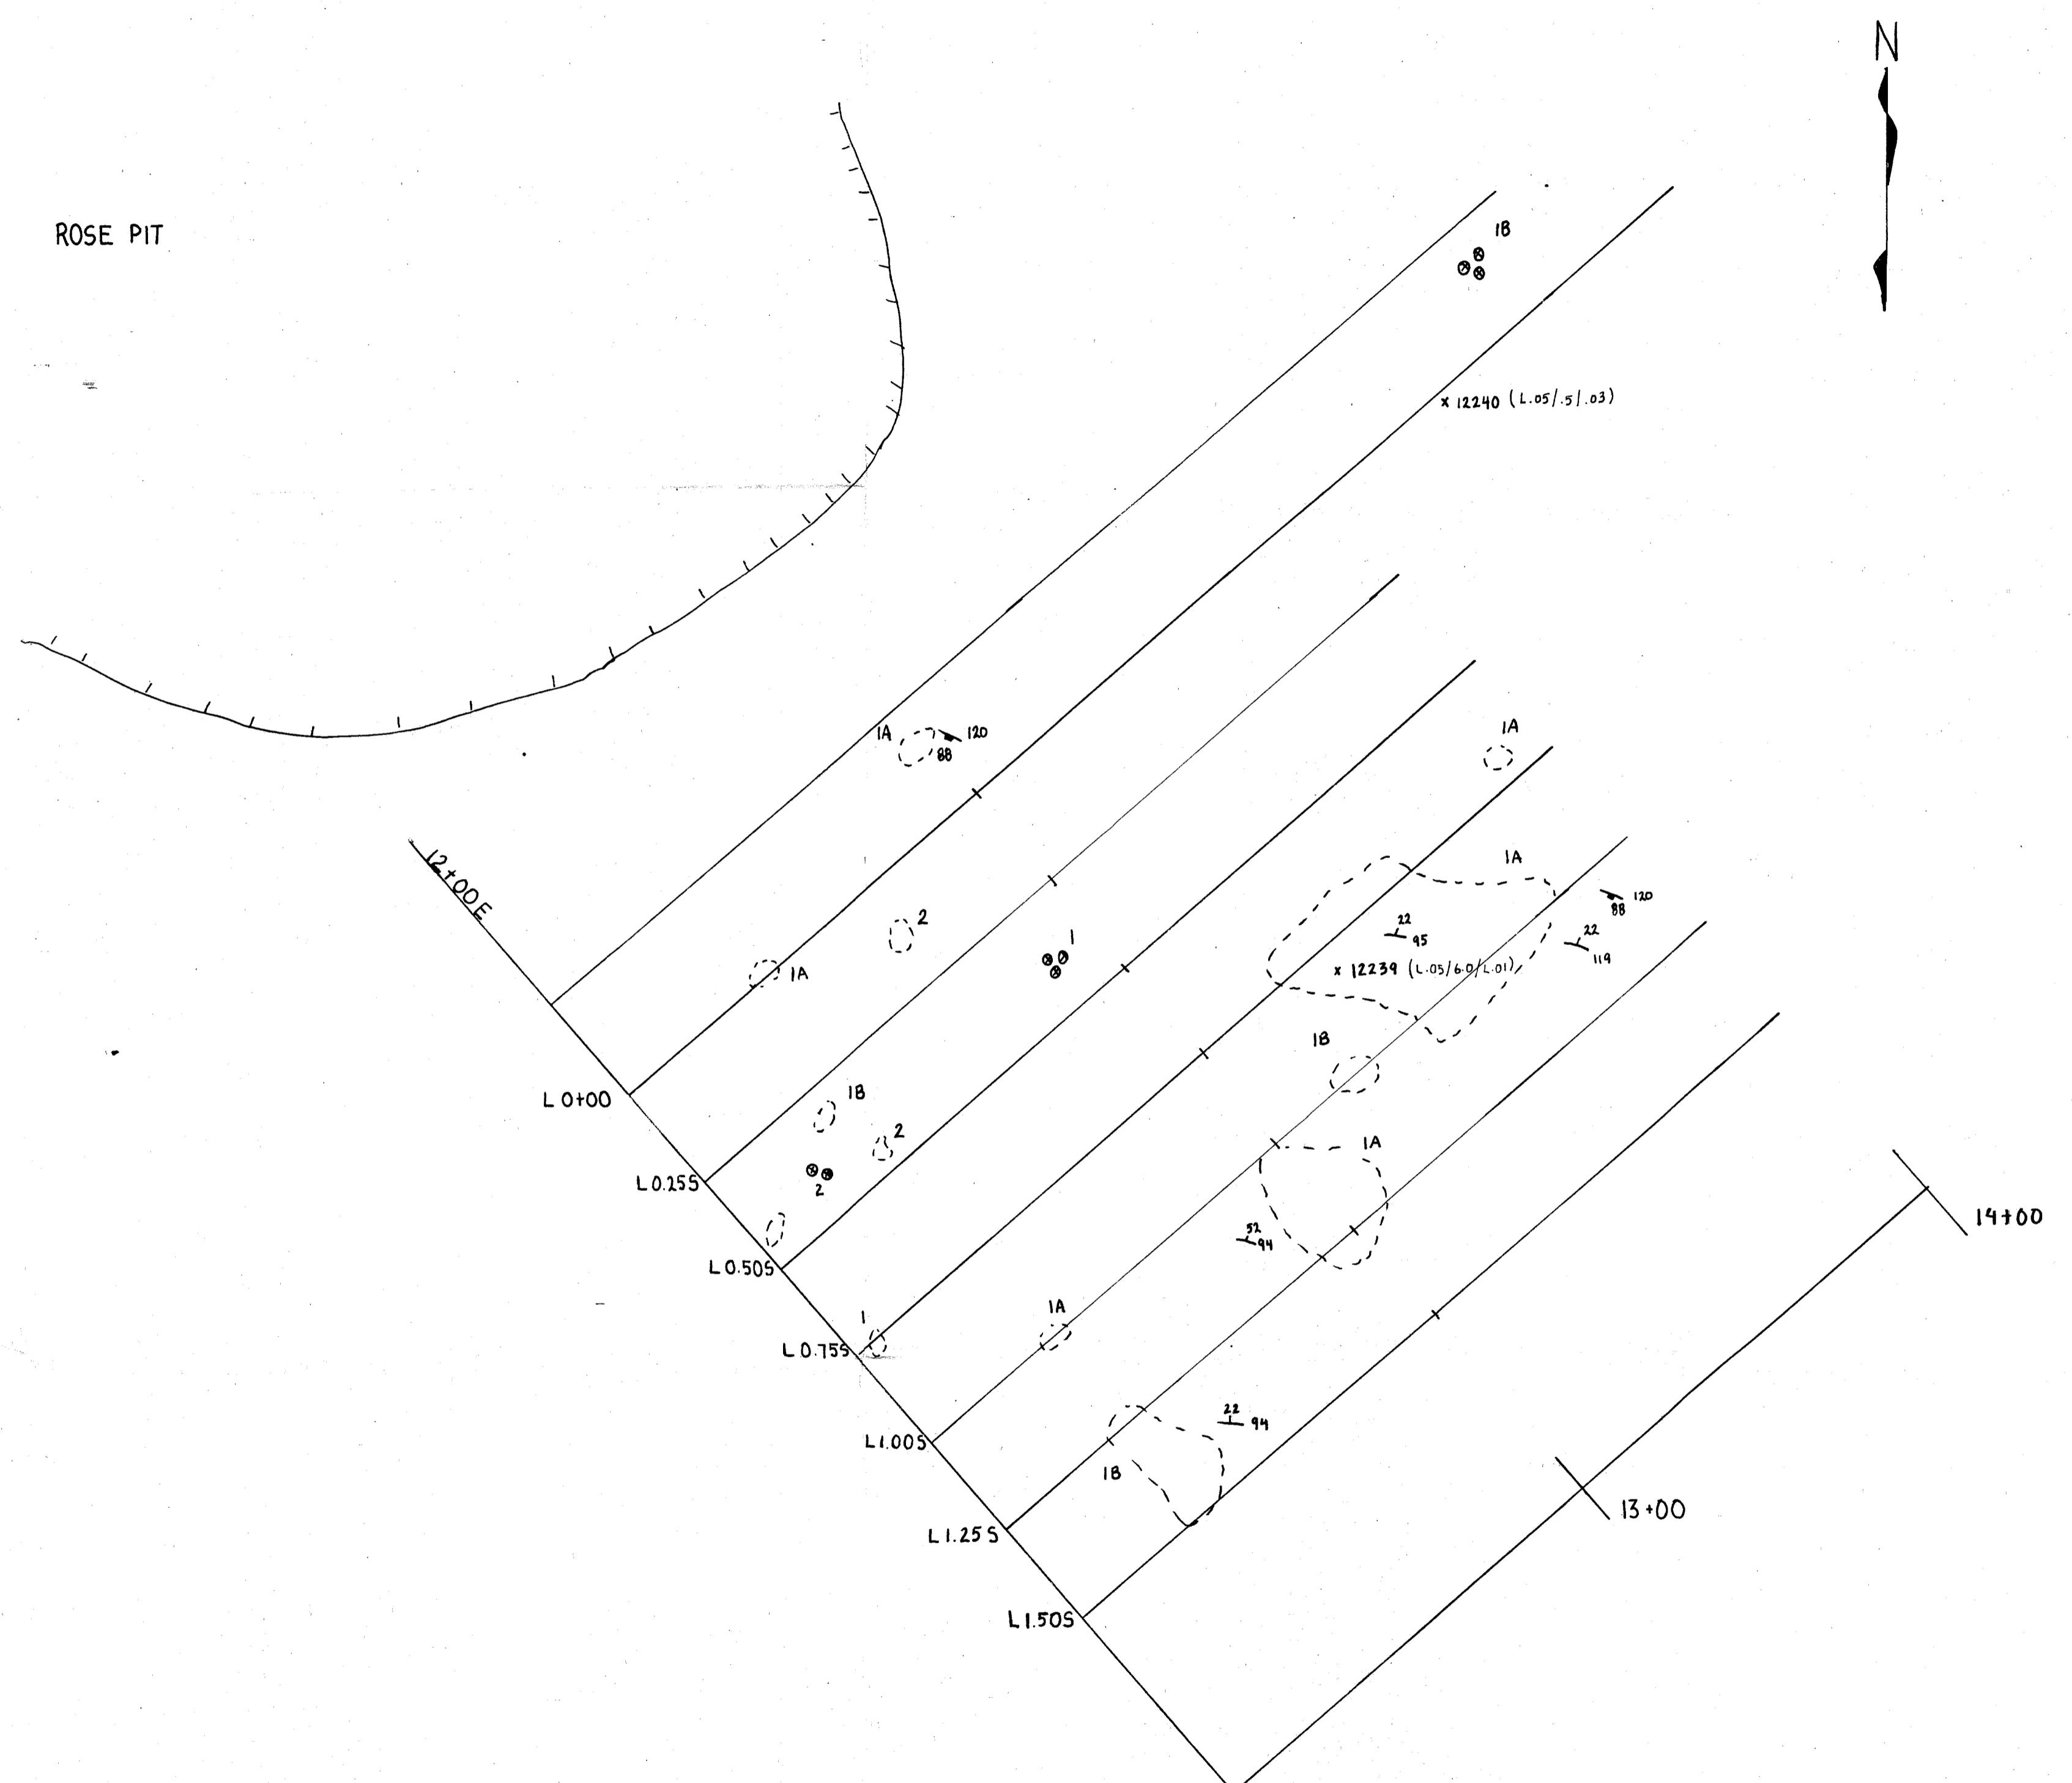 N
ROSE PIT
1B
x 12240 (L.05/.5/.03)
1A
120
88
1A
12+00E
1A
2
1
1A
120
88
22
95
22
119
x 12239 (L.05/6.0/L.01)
1A
1B
L 0+00
1B
2
1A
L 0.25S
2
14+00
52
94
L 0.50S
1
1A
L 0.75S
22
94
L 1.00S
1B
13+00
L 1.25S
L 1.50S